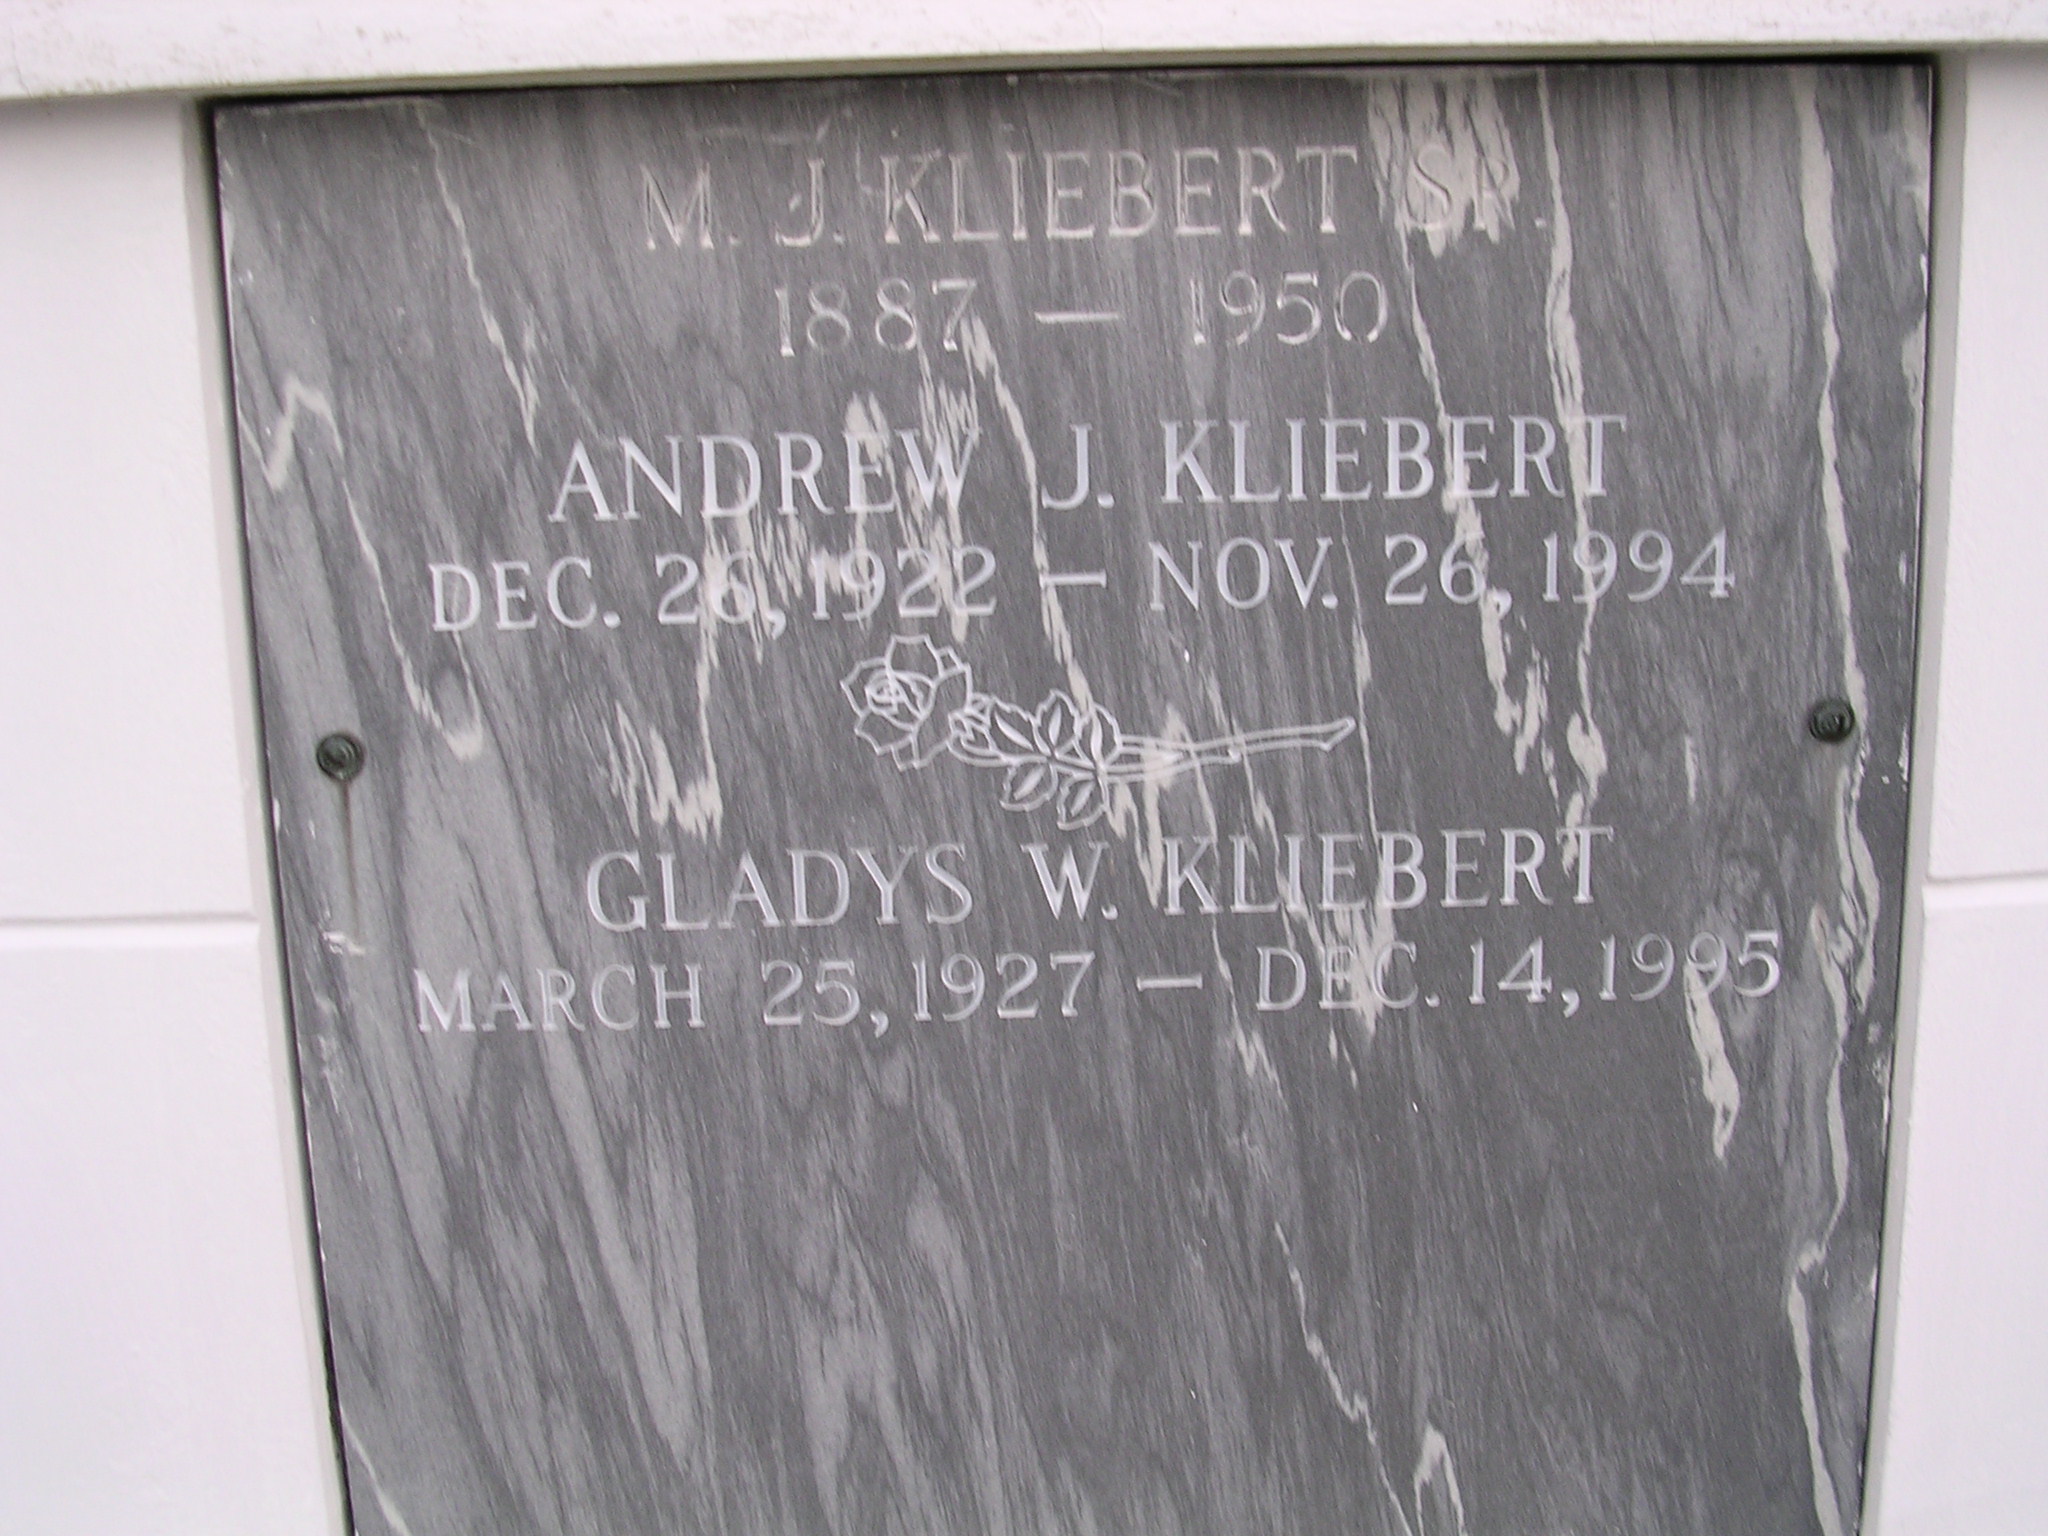 M. J. KLIEBERT SR.
1887 — 1950
ANDREW J. KLIEBERT
DEC. 26, 1922 — NOV. 26, 1994
GLADYS W. KLIEBERT
MARCH 25, 1927 — DEC. 14, 1995